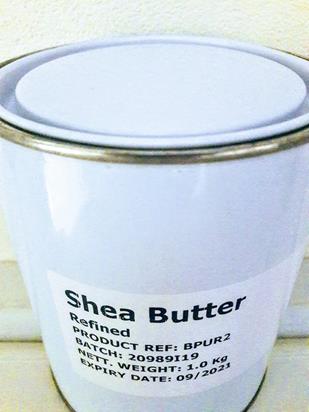 Shea Butter
Refined
PRODUCT REF: BPUR2
BATCH: 20989I19
NETT. WEIGHT: 1.0 Kg
EXPIRY DATE: 09/2021